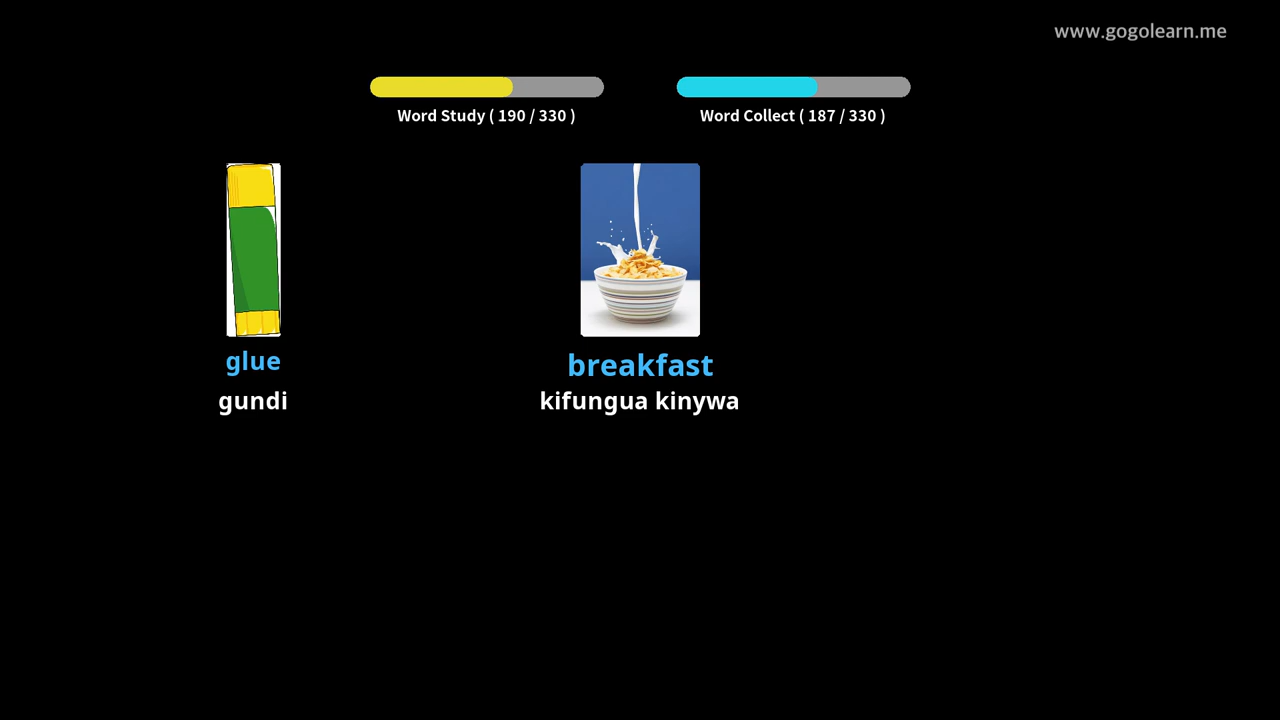 www.gogolearn.me
Word Study ( 190 / 330 )
Word Collect ( 187 / 330 )
glue
gundi
breakfast
kifungua kinywa